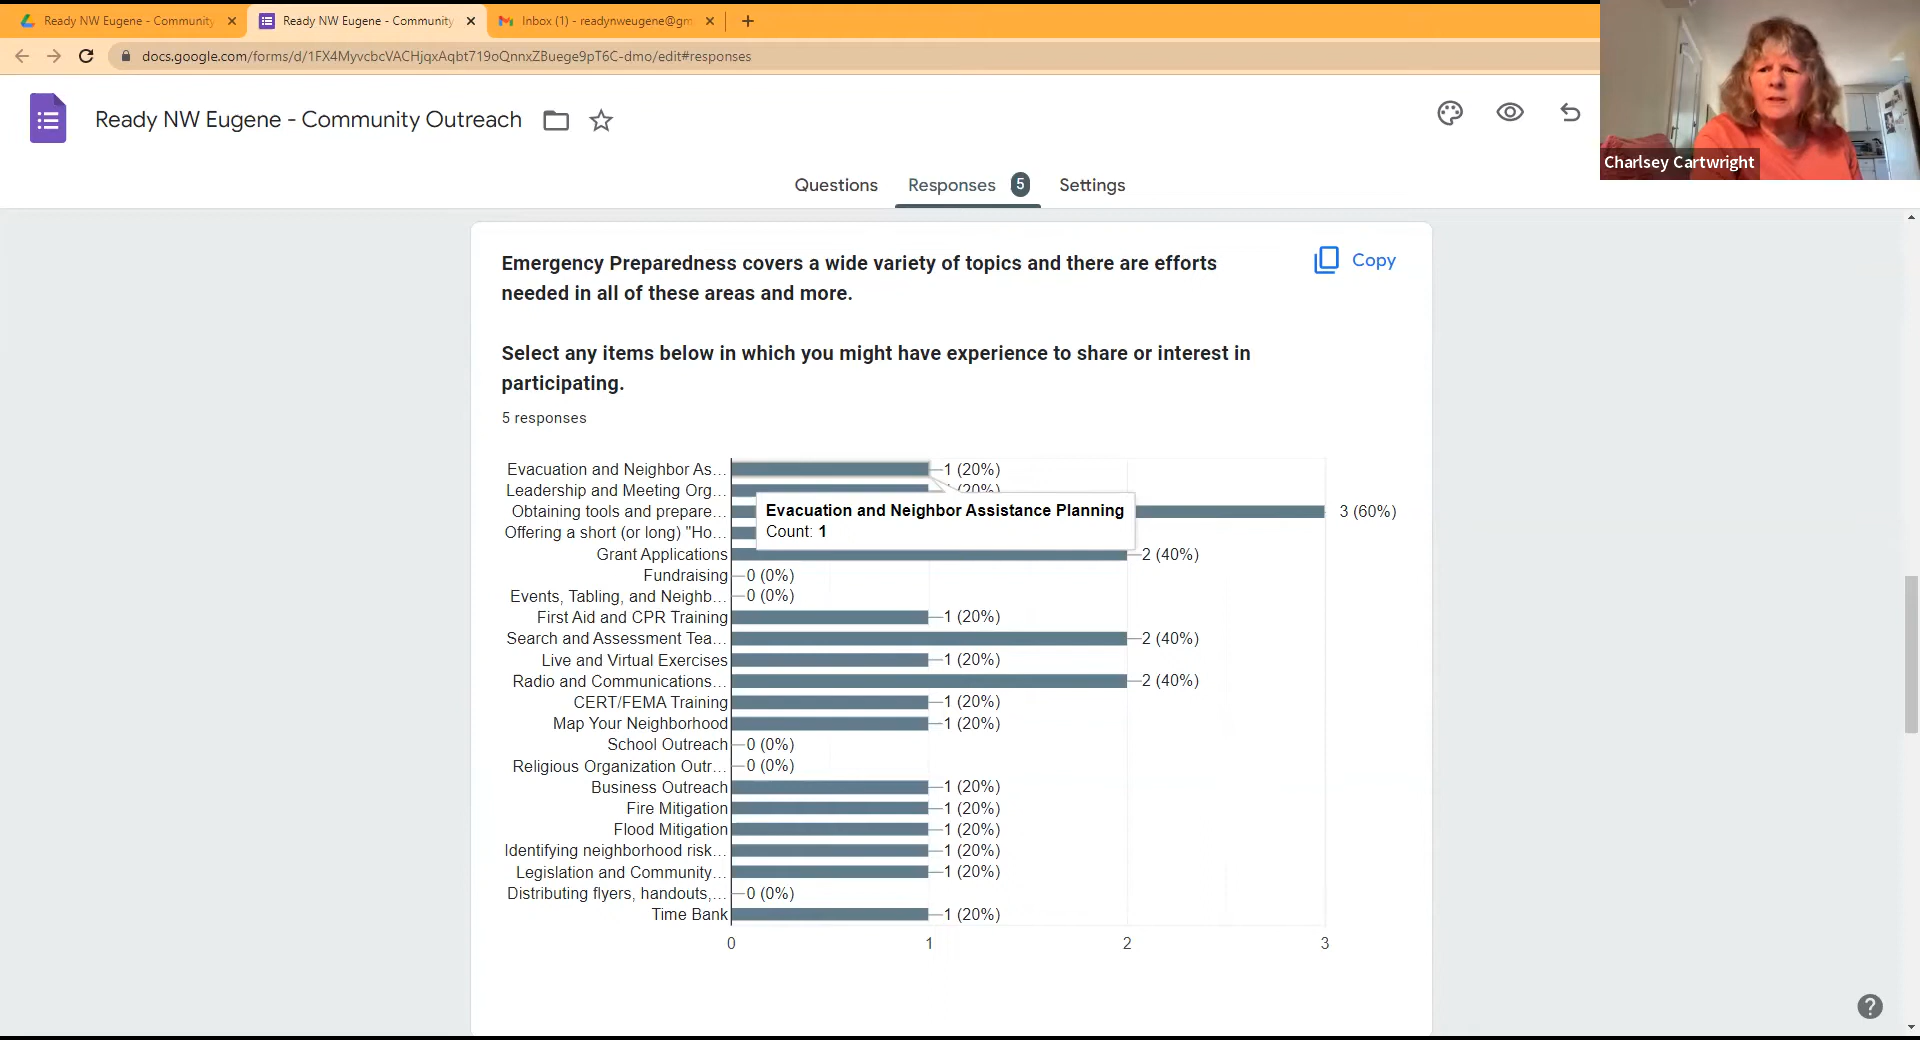 Ready NW Eugene - Community
Ready NW Eugene - Community
Inbox (1) - readynweugene@gm
docs.google.com/forms/d/1FX4MyvcbcVACHjqxAqbt719oQnnxZBuege9pT6C-dmo/edit#responses
Ready NW Eugene - Community Outreach
Charlsey Cartwright
Questions
Responses 5
Settings
Emergency Preparedness covers a wide variety of topics and there are efforts
needed in all of these areas and more.
Copy
Select any items below in which you might have experience to share or interest in
participating.
5 responses
Evacuation and Neighbor As... 1 (20%)
Leadership and Meeting Org... (20%)
Obtaining tools and prepare... 3 (60%)
Evacuation and Neighbor Assistance Planning
Count: 1
Offering a short (or long) "Ho...
Grant Applications 2 (40%)
Fundraising 0 (0%)
Events, Tabling, and Neighb... 0 (0%)
First Aid and CPR Training 1 (20%)
Search and Assessment Tea... 2 (40%)
Live and Virtual Exercises 1 (20%)
Radio and Communications... 2 (40%)
CERT/FEMA Training 1 (20%)
Map Your Neighborhood 1 (20%)
School Outreach 0 (0%)
Religious Organization Outr... 0 (0%)
Business Outreach 1 (20%)
Fire Mitigation 1 (20%)
Flood Mitigation 1 (20%)
Identifying neighborhood risk... 1 (20%)
Legislation and Community... 1 (20%)
Distributing flyers, handouts,... 0 (0%)
Time Bank 1 (20%)
0 1 2 3